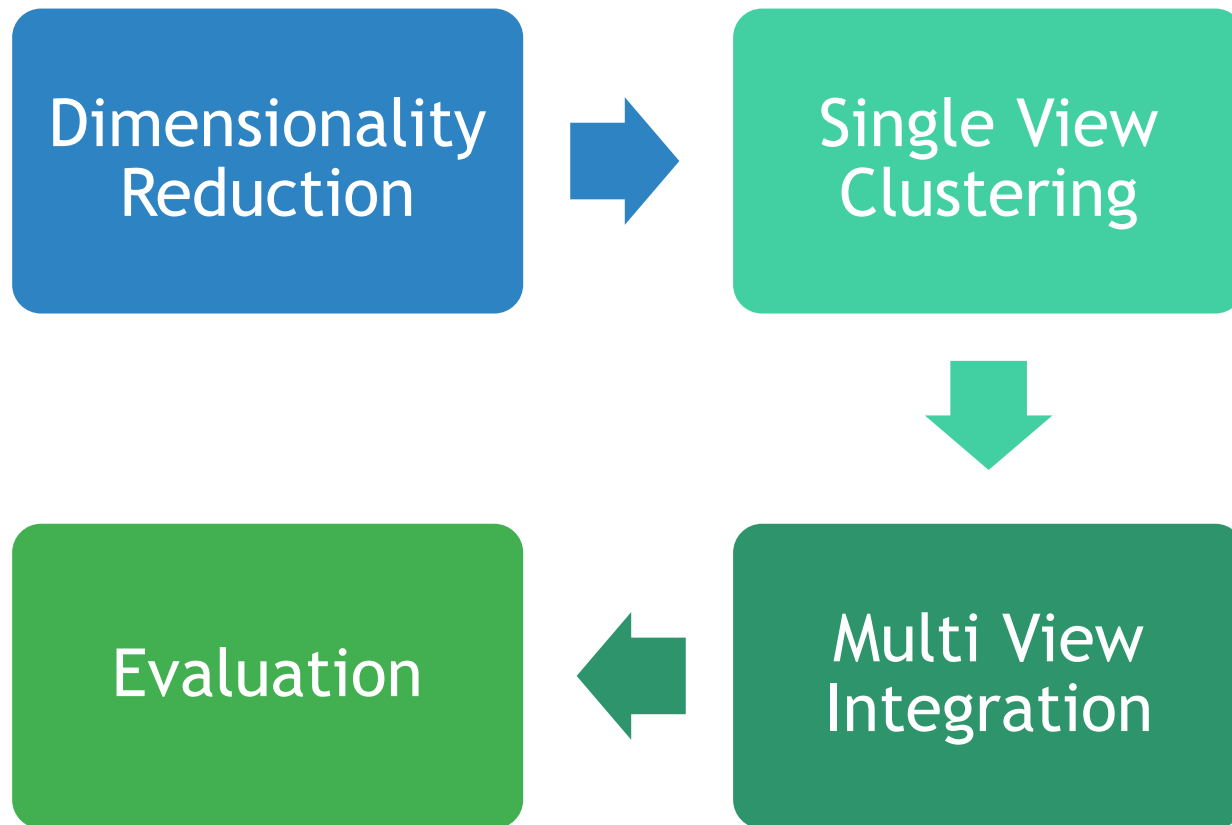 Dimensionality
Reduction
Single View
Clustering
Multi View
Integration
Evaluation